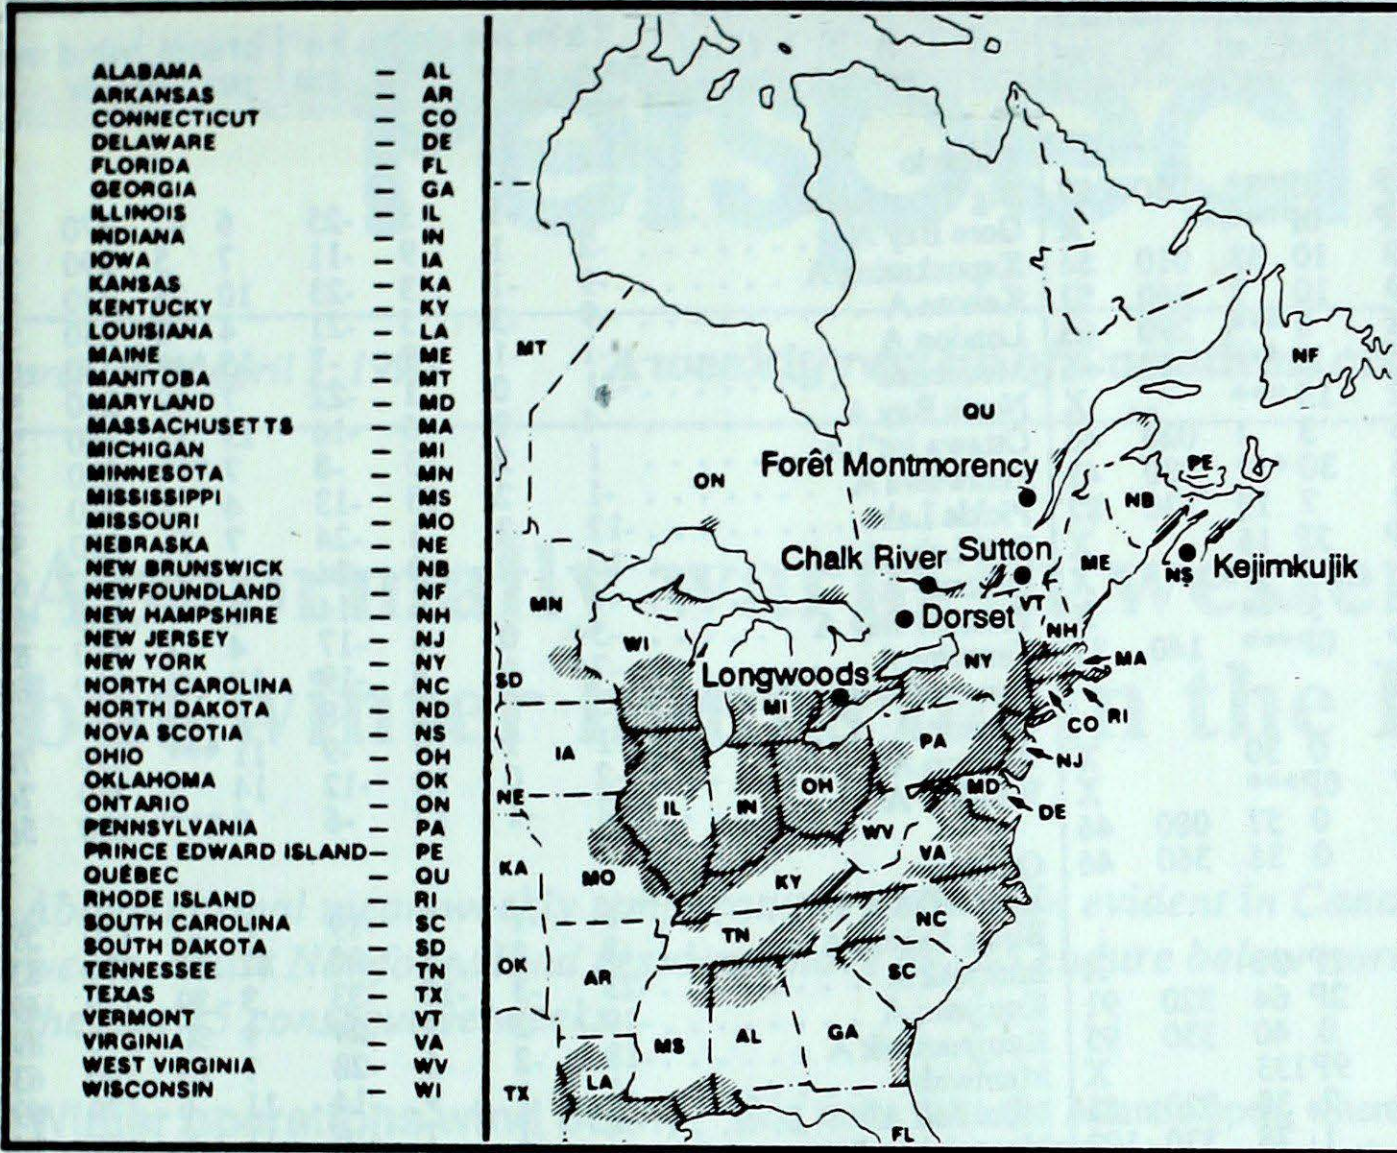 ALABAMA – AL
ARKANSAS – AR
CONNECTICUT – CO
DELAWARE – DE
FLORIDA – FL
GEORGIA – GA
ILLINOIS – IL
INDIANA – IN
IOWA – IA
KANSAS – KA
KENTUCKY – KY
LOUISIANA – LA
MAINE – ME
MANITOBA – MT
MARYLAND – MD
MASSACHUSETTS – MA
MICHIGAN – MI
MINNESOTA – MN
MISSISSIPPI – MS
MISSOURI – MO
NEBRASKA – NE
NEW BRUNSWICK – NB
NEWFOUNDLAND – NF
NEW HAMPSHIRE – NH
NEW JERSEY – NJ
NEW YORK – NY
NORTH CAROLINA – NC
NORTH DAKOTA – ND
NOVA SCOTIA – NS
OHIO – OH
OKLAHOMA – OK
ONTARIO – ON
PENNSYLVANIA – PA
PRINCE EDWARD ISLAND – PE
QUÉBEC – QU
RHODE ISLAND – RI
SOUTH CAROLINA – SC
SOUTH DAKOTA – SD
TENNESSEE – TN
TEXAS – TX
VERMONT – VT
VIRGINIA – VA
WEST VIRGINIA – WV
WISCONSIN – WI
MT
NF
QU
Forêt Montmorency
PE
ON
NB
Chalk River
Sutton
ME
NS
Kejimkujik
MN
VT
Dorset
NH
WI
NY
MA
SD
Longwoods
MI
CO
RI
IA
PA
NJ
NE
IL
IN
OH
MD
DE
WV
VA
KA
MO
KY
NC
TN
OK
AR
SC
MS
AL
GA
LA
TX
FL